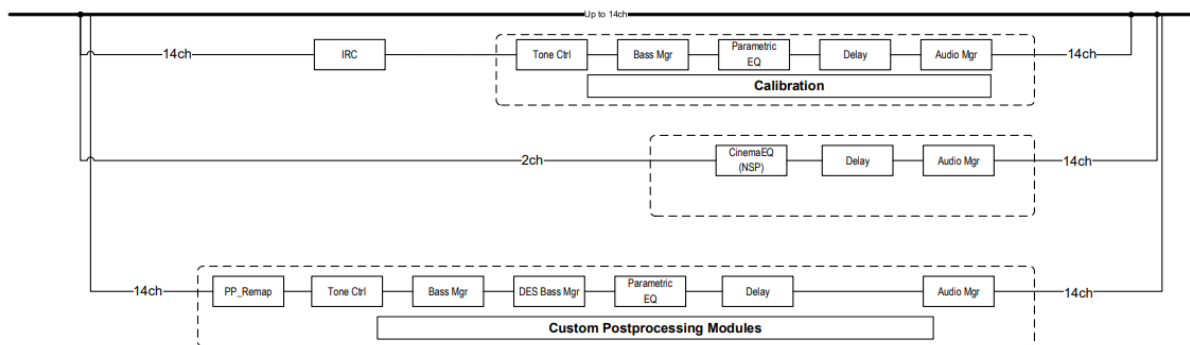 Up to 14ch
14ch
IRC
Tone Ctrl
Bass Mgr
Parametric
EQ
Delay
Audio Mgr
14ch
Calibration
2ch
CinemaEQ
(NSP)
Delay
Audio Mgr
14ch
14ch
PP_Remap
Tone Ctrl
Bass Mgr
DES Bass Mgr
Parametric
EQ
Delay
Audio Mgr
14ch
Custom Postprocessing Modules